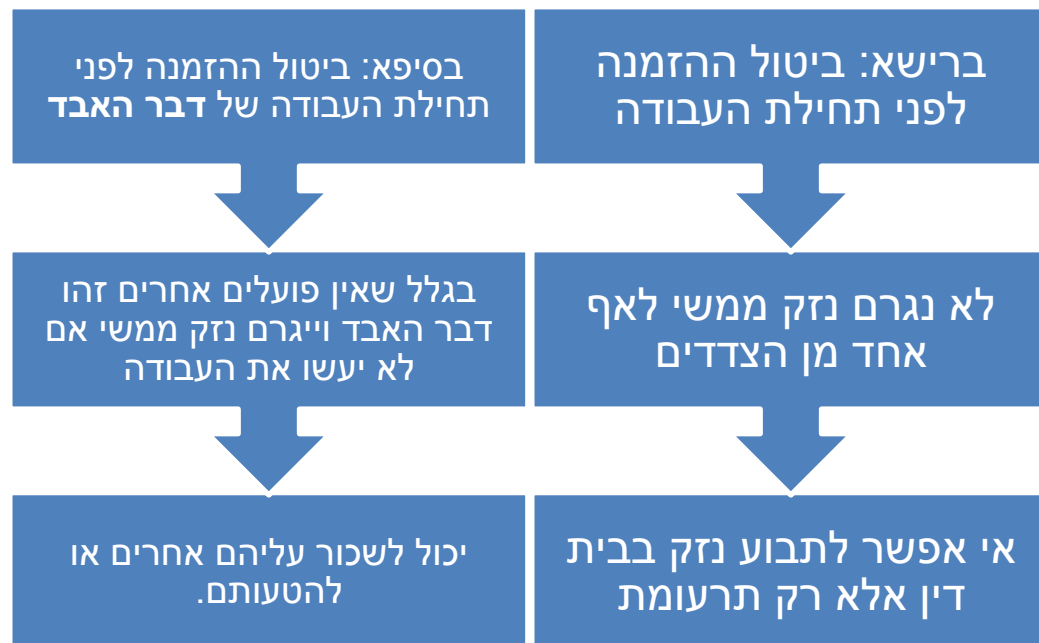 ברישא: ביטול ההזמנה
לפני תחילת העבודה
לא נגרם נזק ממשי לאף
אחד מן הצדדים
אי אפשר לתבוע נזק בבית
דין אלא רק תרעומת
בסיפא: ביטול ההזמנה לפני
תחילת העבודה של דבר האבד
בגלל שאין פועלים אחרים זהו
דבר האבד וייגרם נזק ממשי אם
לא יעשו את העבודה
יכול לשכור עליהם אחרים או
להטעותם.